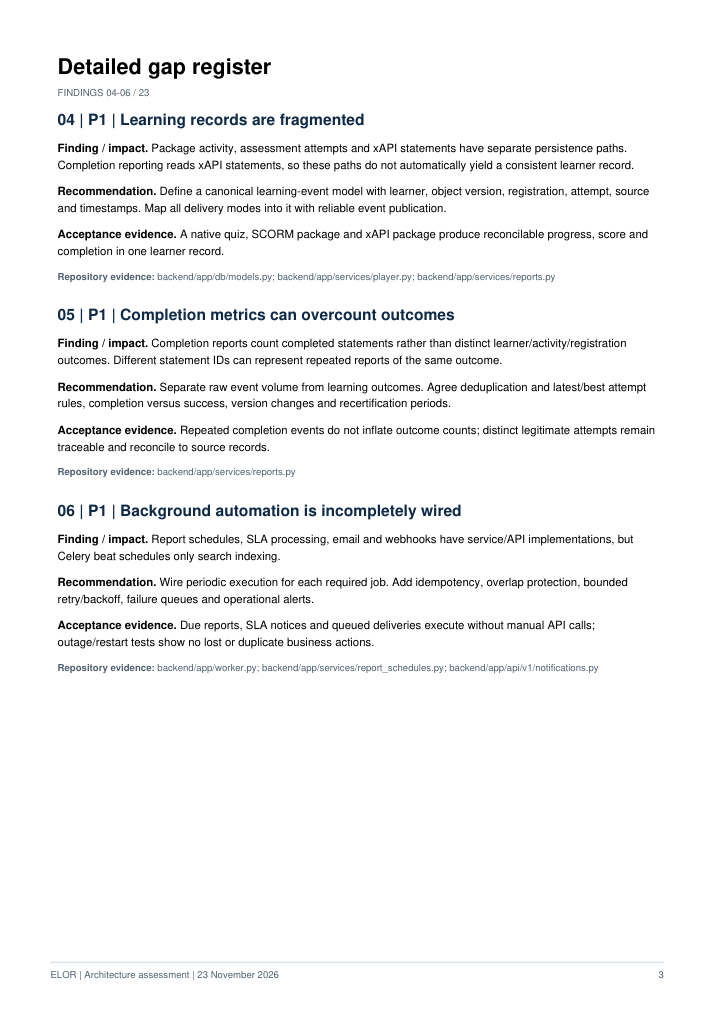 Detailed gap register
FINDINGS 04-06 / 23
04 | P1 | Learning records are fragmented
Finding / impact. Package activity, assessment attempts and xAPI statements have separate persistence paths.
Completion reporting reads xAPI statements, so these paths do not automatically yield a consistent learner record.
Recommendation. Define a canonical learning-event model with learner, object version, registration, attempt, source
and timestamps. Map all delivery modes into it with reliable event publication.
Acceptance evidence. A native quiz, SCORM package and xAPI package produce reconcilable progress, score and
completion in one learner record.
Repository evidence: backend/app/db/models.py; backend/app/services/player.py; backend/app/services/reports.py
05 | P1 | Completion metrics can overcount outcomes
Finding / impact. Completion reports count completed statements rather than distinct learner/activity/registration
outcomes. Different statement IDs can represent repeated reports of the same outcome.
Recommendation. Separate raw event volume from learning outcomes. Agree deduplication and latest/best attempt
rules, completion versus success, version changes and recertification periods.
Acceptance evidence. Repeated completion events do not inflate outcome counts; distinct legitimate attempts remain
traceable and reconcile to source records.
Repository evidence: backend/app/services/reports.py
06 | P1 | Background automation is incompletely wired
Finding / impact. Report schedules, SLA processing, email and webhooks have service/API implementations, but
Celery beat schedules only search indexing.
Recommendation. Wire periodic execution for each required job. Add idempotency, overlap protection, bounded
retry/backoff, failure queues and operational alerts.
Acceptance evidence. Due reports, SLA notices and queued deliveries execute without manual API calls;
outage/restart tests show no lost or duplicate business actions.
Repository evidence: backend/app/worker.py; backend/app/services/report_schedules.py; backend/app/api/v1/notifications.py
ELOR | Architecture assessment | 23 November 2026
3